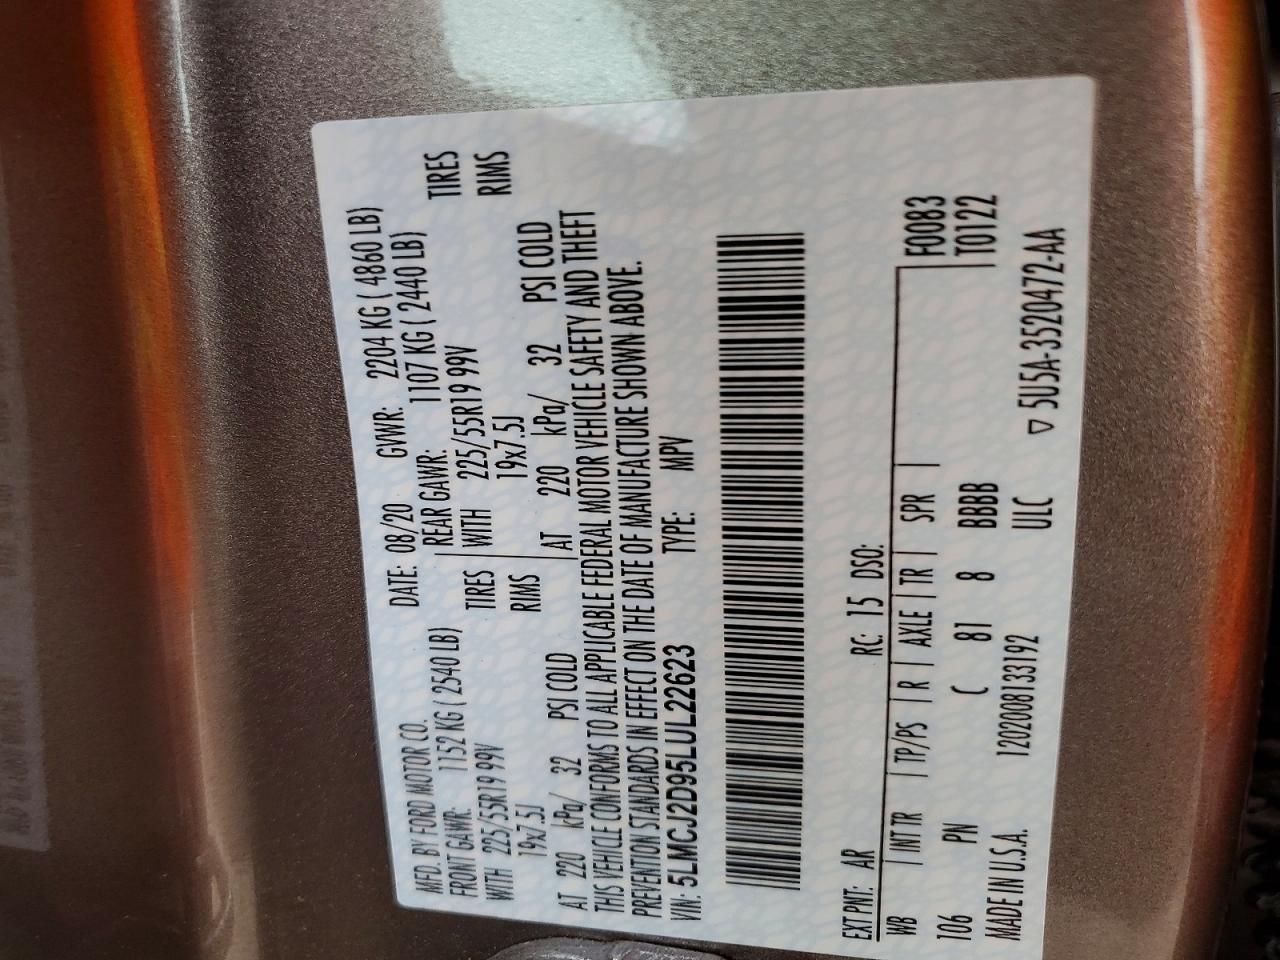 MFD. BY FORD MOTOR CO. DATE: 08/20 GVWR: 2204 KG ( 4860 LB)
FRONT GAWR: 1152 KG ( 2540 LB) REAR GAWR: 1107 KG ( 2440 LB)
WITH 225/55R19 99V TIRES WITH 225/55R19 99V TIRES
19x7.5J RIMS 19x7.5J RIMS
AT 220 kPa/ 32 PSI COLD AT 220 kPa/ 32 PSI COLD
THIS VEHICLE CONFORMS TO ALL APPLICABLE FEDERAL MOTOR VEHICLE SAFETY AND THEFT
PREVENTION STANDARDS IN EFFECT ON THE DATE OF MANUFACTURE SHOWN ABOVE.
VIN: 5LMCJ2D95LUL22623 TYPE: MPV
EXT PNT: AR RC: 15 DSO:
WB | INT TR | TP/PS | R | AXLE | TR | SPR | F0083
106 PN C 81 8 BBBB T0122
MADE IN U.S.A. 1202008133192 ULC ▽ 5U5A-3520472-AA